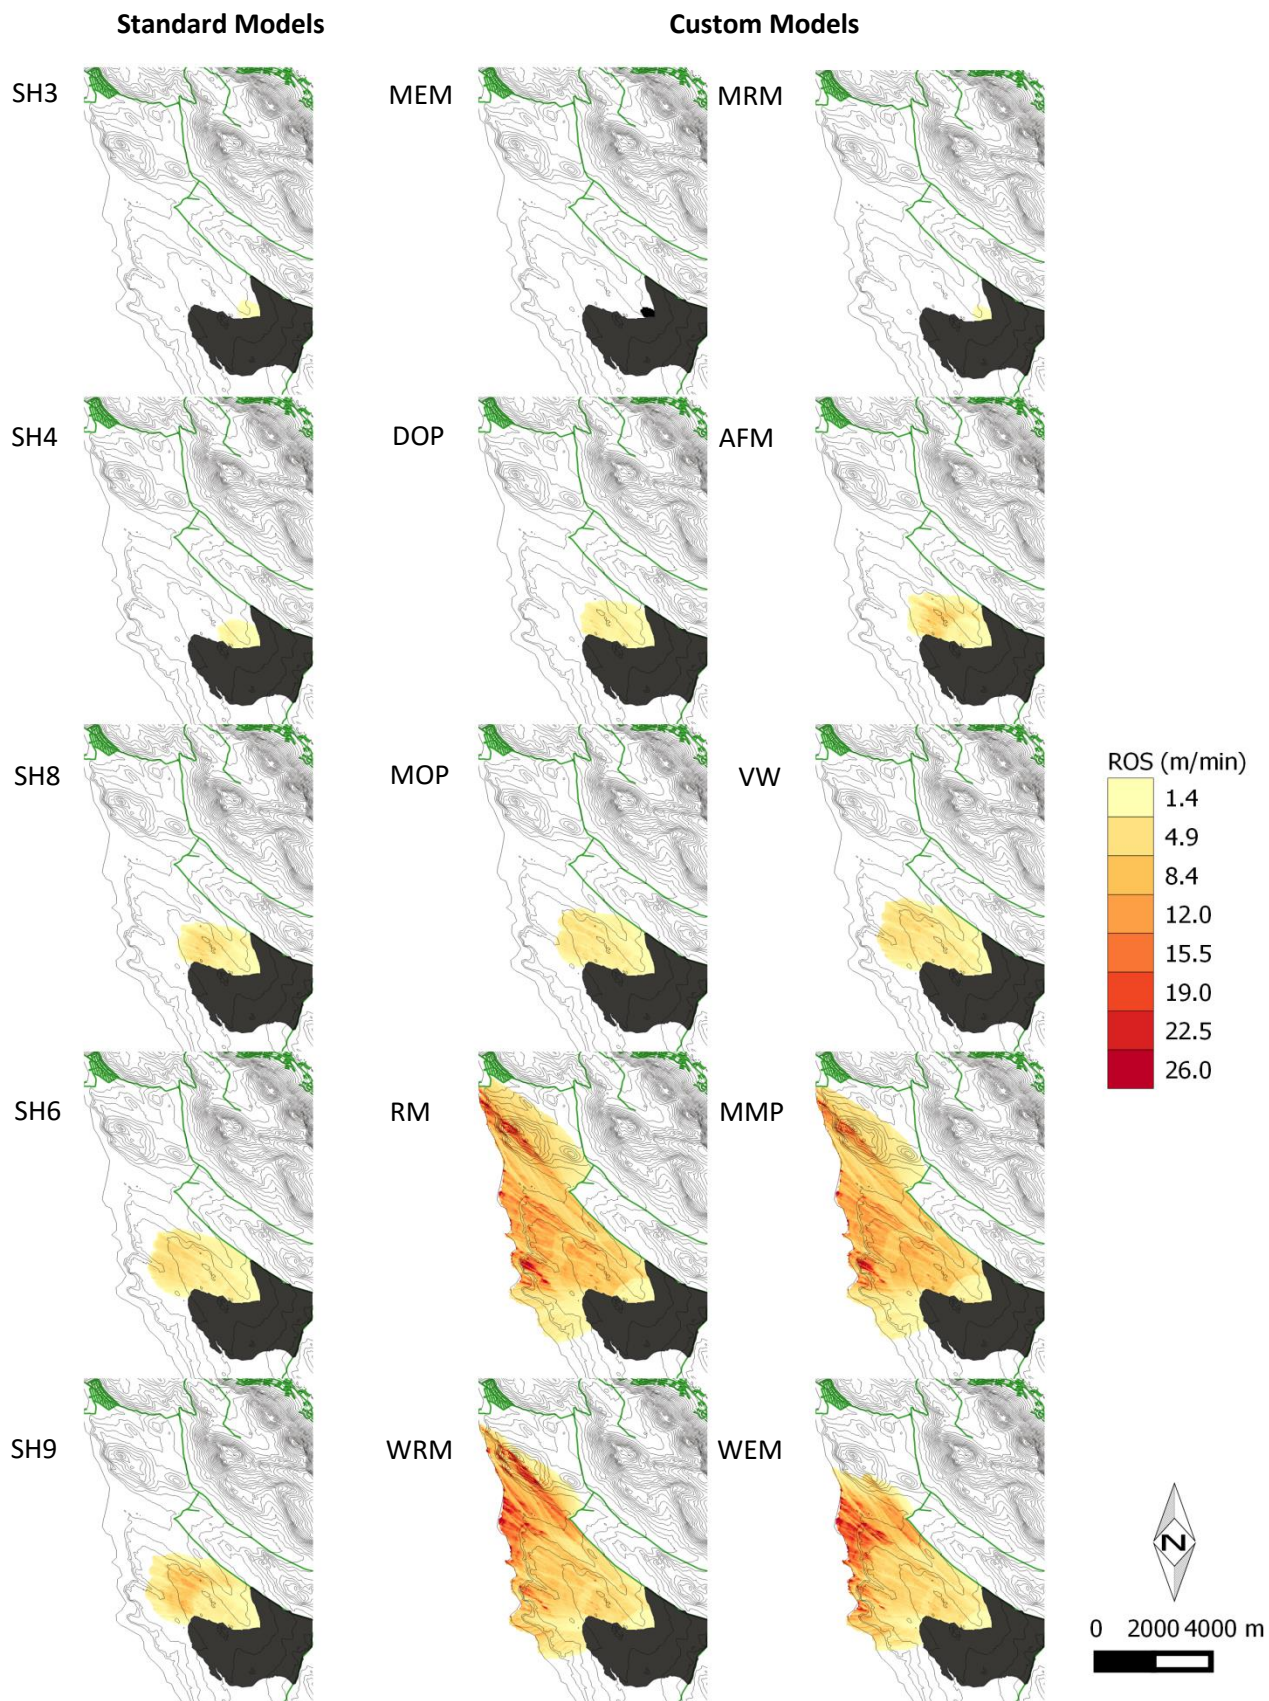 Standard Models Custom Models
SH3 MEM MRM
SH4 DOP AFM
SH8 MOP VW
ROS (m/min)
1.4
4.9
8.4
12.0
15.5
19.0
22.5
26.0
SH6 RM MMP
SH9 WRM WEM
N
0 2000 4000 m